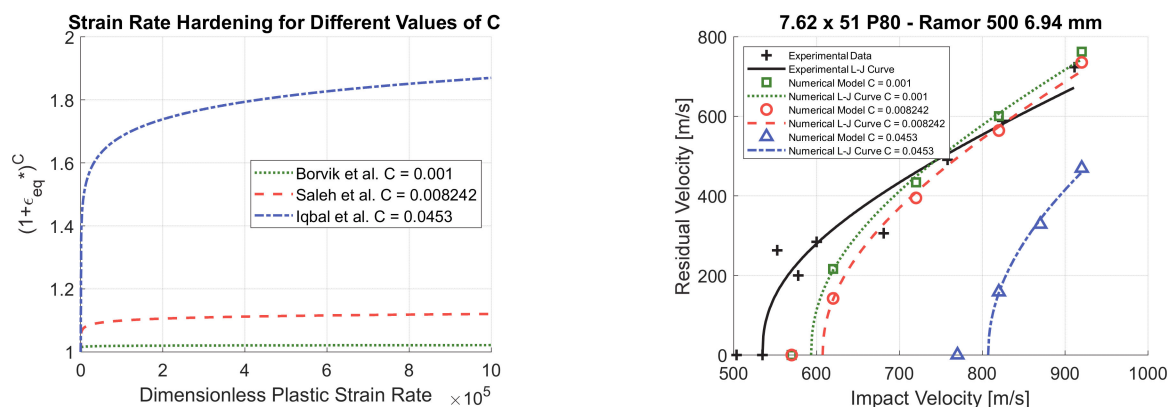 Strain Rate Hardening for Different Values of C
2
1.8
1.6
1.4
1.2
1
(1+ϵeq*)^C
Borvik et al. C = 0.001
Saleh et al. C = 0.008242
Iqbal et al. C = 0.0453
0 2 4 6 8 10
Dimensionless Plastic Strain Rate ×10^5
7.62 x 51 P80 - Ramor 500 6.94 mm
800
600
400
200
0
Residual Velocity [m/s]
Experimental Data
Experimental L-J Curve
Numerical Model C = 0.001
Numerical L-J Curve C = 0.001
Numerical Model C = 0.008242
Numerical L-J Curve C = 0.008242
Numerical Model C = 0.0453
Numerical L-J Curve C = 0.0453
500 600 700 800 900 1000
Impact Velocity [m/s]